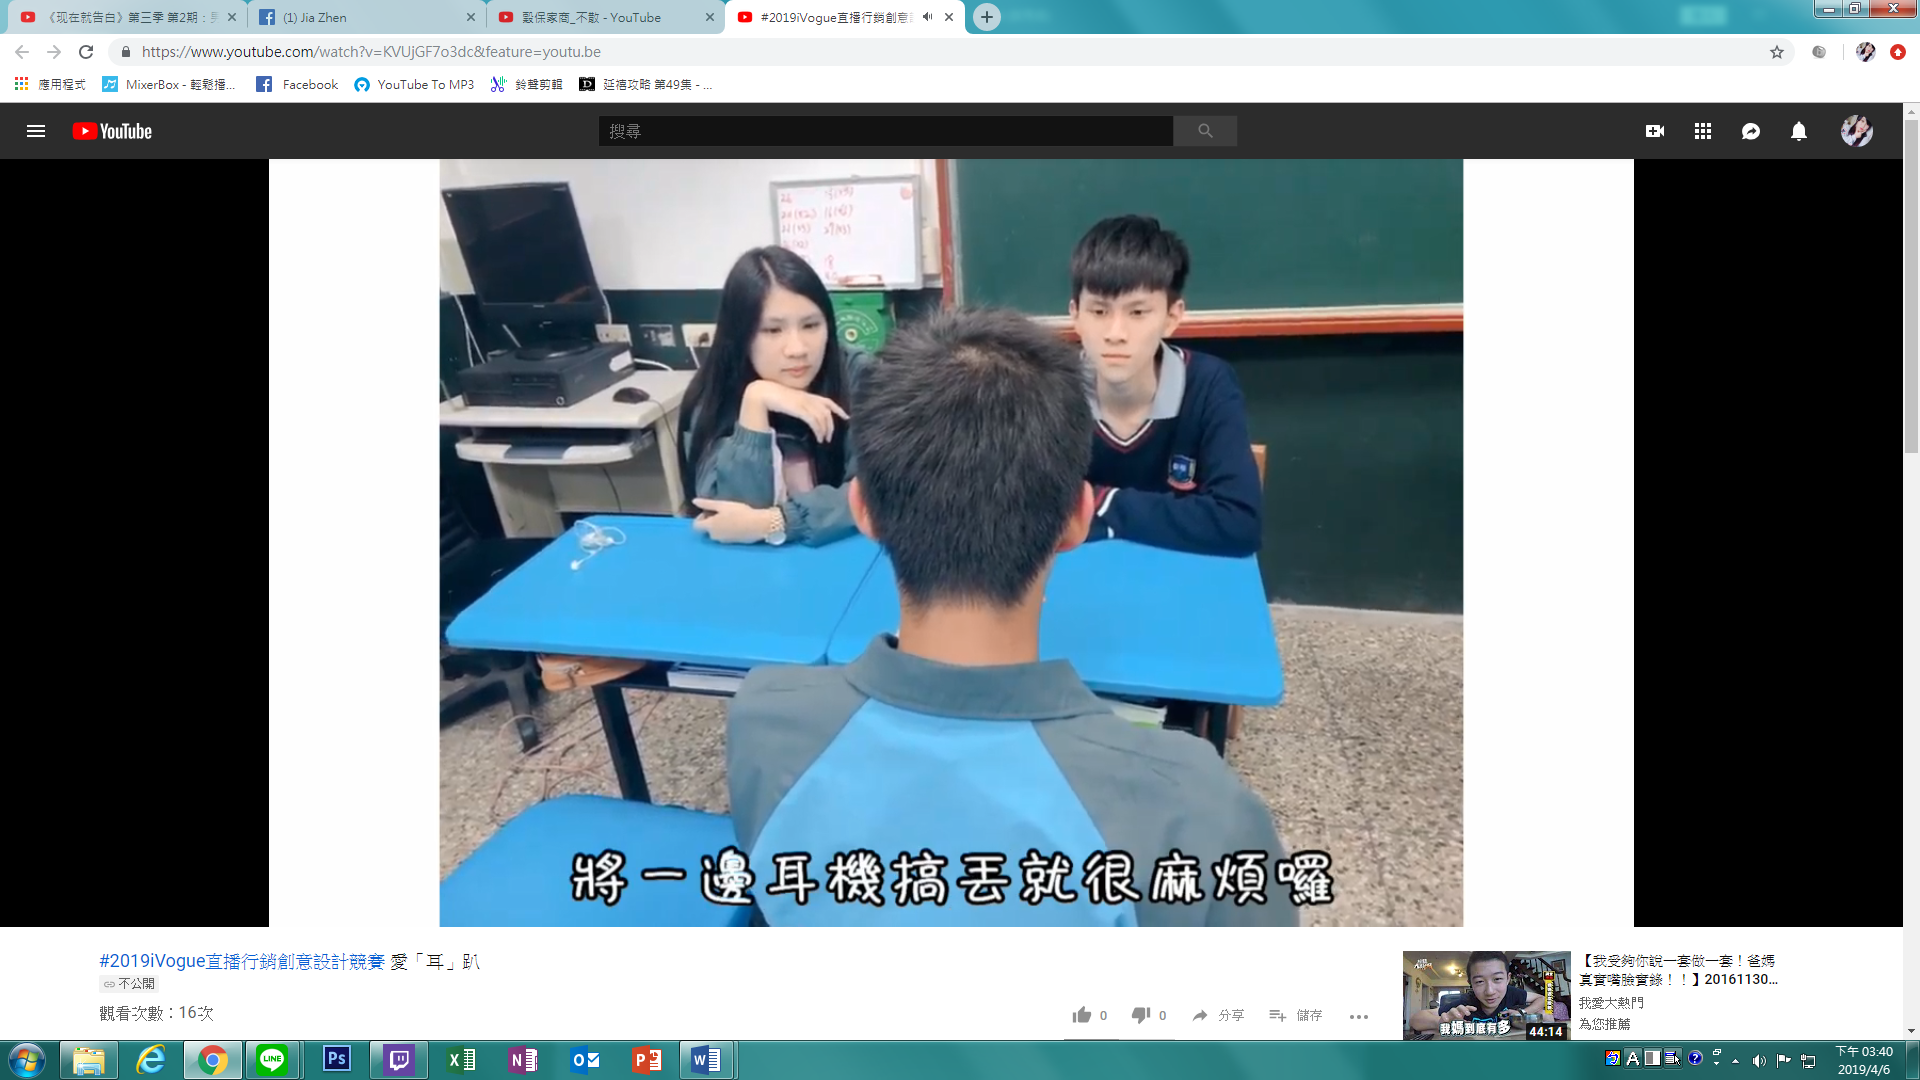 《现在就告白》第三季 第2期：男
(1) Jia Zhen
穀保家商_不散 - YouTube
#2019iVogue直播行銷創意設
https://www.youtube.com/watch?v=KVUjGF7o3dc&feature=youtu.be
應用程式
MixerBox - 輕鬆播...
Facebook
YouTube To MP3
鈴聲剪輯
延禧攻略 第49集 - ...
YouTube
搜尋
將一邊耳機搞丟就很麻煩囉
#2019iVogue直播行銷創意設計競賽 愛「耳」趴
不公開
觀看次數：16次
0
0
分享
儲存
我媽到底有多
44:14
【我受夠你說一套做一套！爸媽
真實嘴臉實錄！！】20161130...
我愛大熱門
為您推薦
LINE
Ps
下午 03:40
2019/4/6